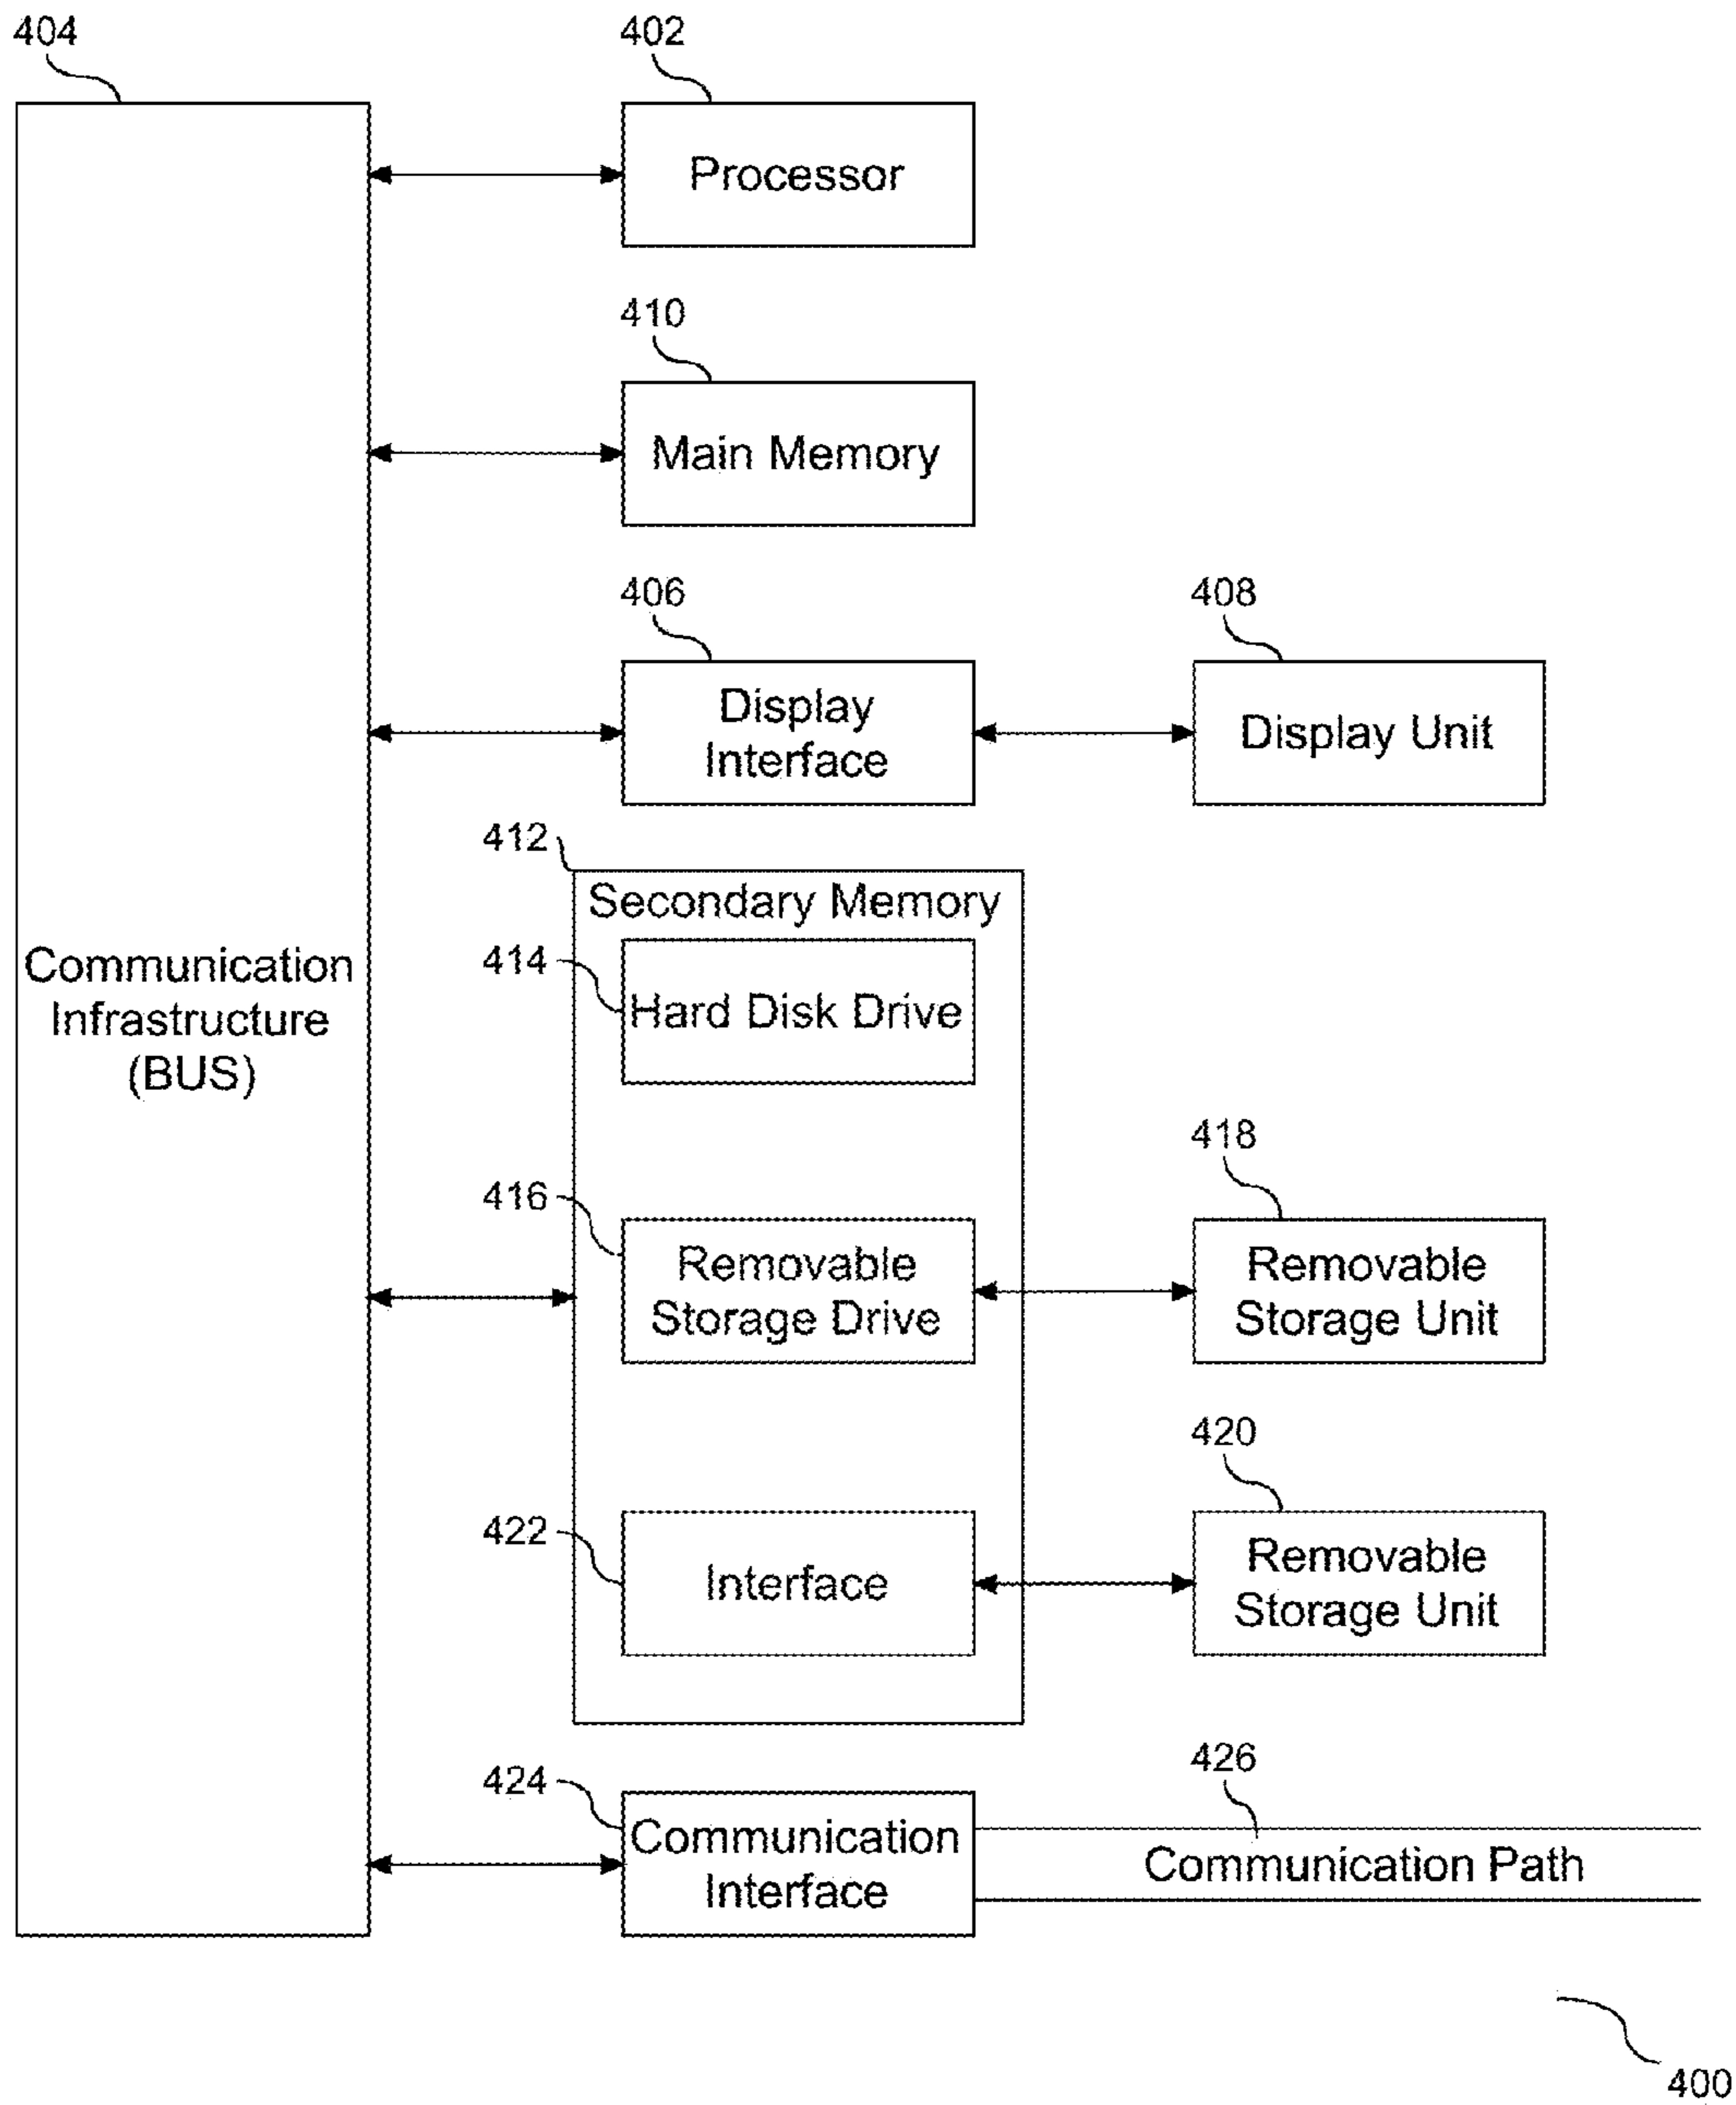 404
402
Processor
410
Main Memory
406
408
Display
Interface
Display Unit
412
Secondary Memory
414
Hard Disk Drive
Communication
Infrastructure
(BUS)
416
418
Removable
Storage Drive
Removable
Storage Unit
420
422
Interface
Removable
Storage Unit
424
426
Communication
Interface
Communication Path
400